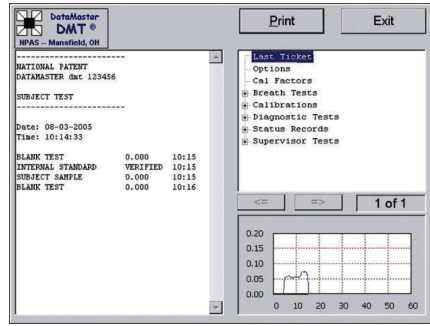 DataMaster
DMT ®
NPAS -- Mansfield, OH
Print
Exit
------------------------
NATIONAL PATENT
DATAMASTER dmt 123456
SUBJECT TEST
------------------------
Date: 08-03-2005
Time: 10:14:33
BLANK TEST 0.000 10:15
INTERNAL STANDARD VERIFIED 10:15
SUBJECT SAMPLE 0.000 10:15
BLANK TEST 0.000 10:16
Last Ticket
Options
Cal Factors
Breath Tests
Calibrations
Diagnostic Tests
Status Records
Supervisor Tests
<= => 1 of 1
0.20
0.15
0.10
0.05
0.00
0 10 20 30 40 50 60